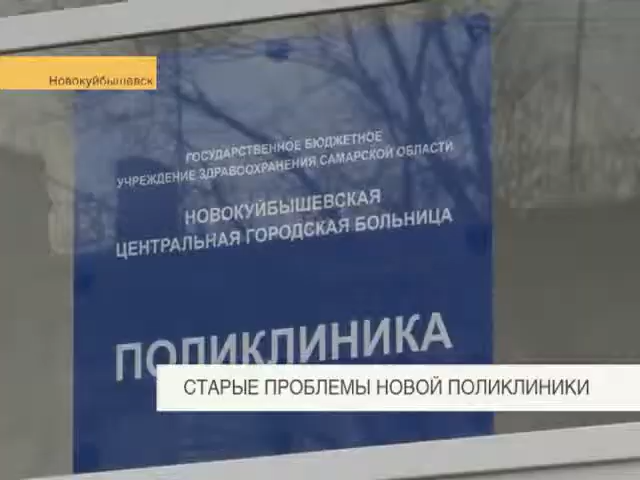 Новокуйбышевск
ГОСУДАРСТВЕННОЕ БЮДЖЕТНОЕ
УЧРЕЖДЕНИЕ ЗДРАВООХРАНЕНИЯ САМАРСКОЙ ОБЛАСТИ
НОВОКУЙБЫШЕВСКАЯ
ЦЕНТРАЛЬНАЯ ГОРОДСКАЯ БОЛЬНИЦА
ПОЛИКЛИНИКА
СТАРЫЕ ПРОБЛЕМЫ НОВОЙ ПОЛИКЛИНИКИ